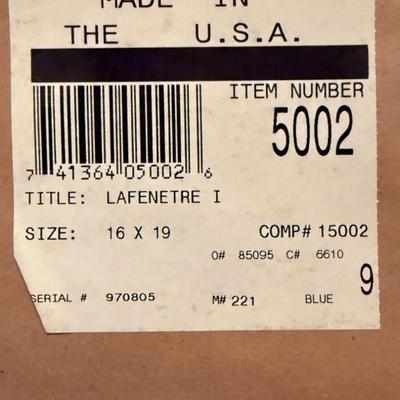 MADE IN
THE U.S.A.
ITEM NUMBER
5002
7 41364 05002 6
TITLE: LAFENETRE I
SIZE: 16 X 19 COMP# 15002
O# 85095 C# 6610
9
SERIAL # 970805 M# 221 BLUE